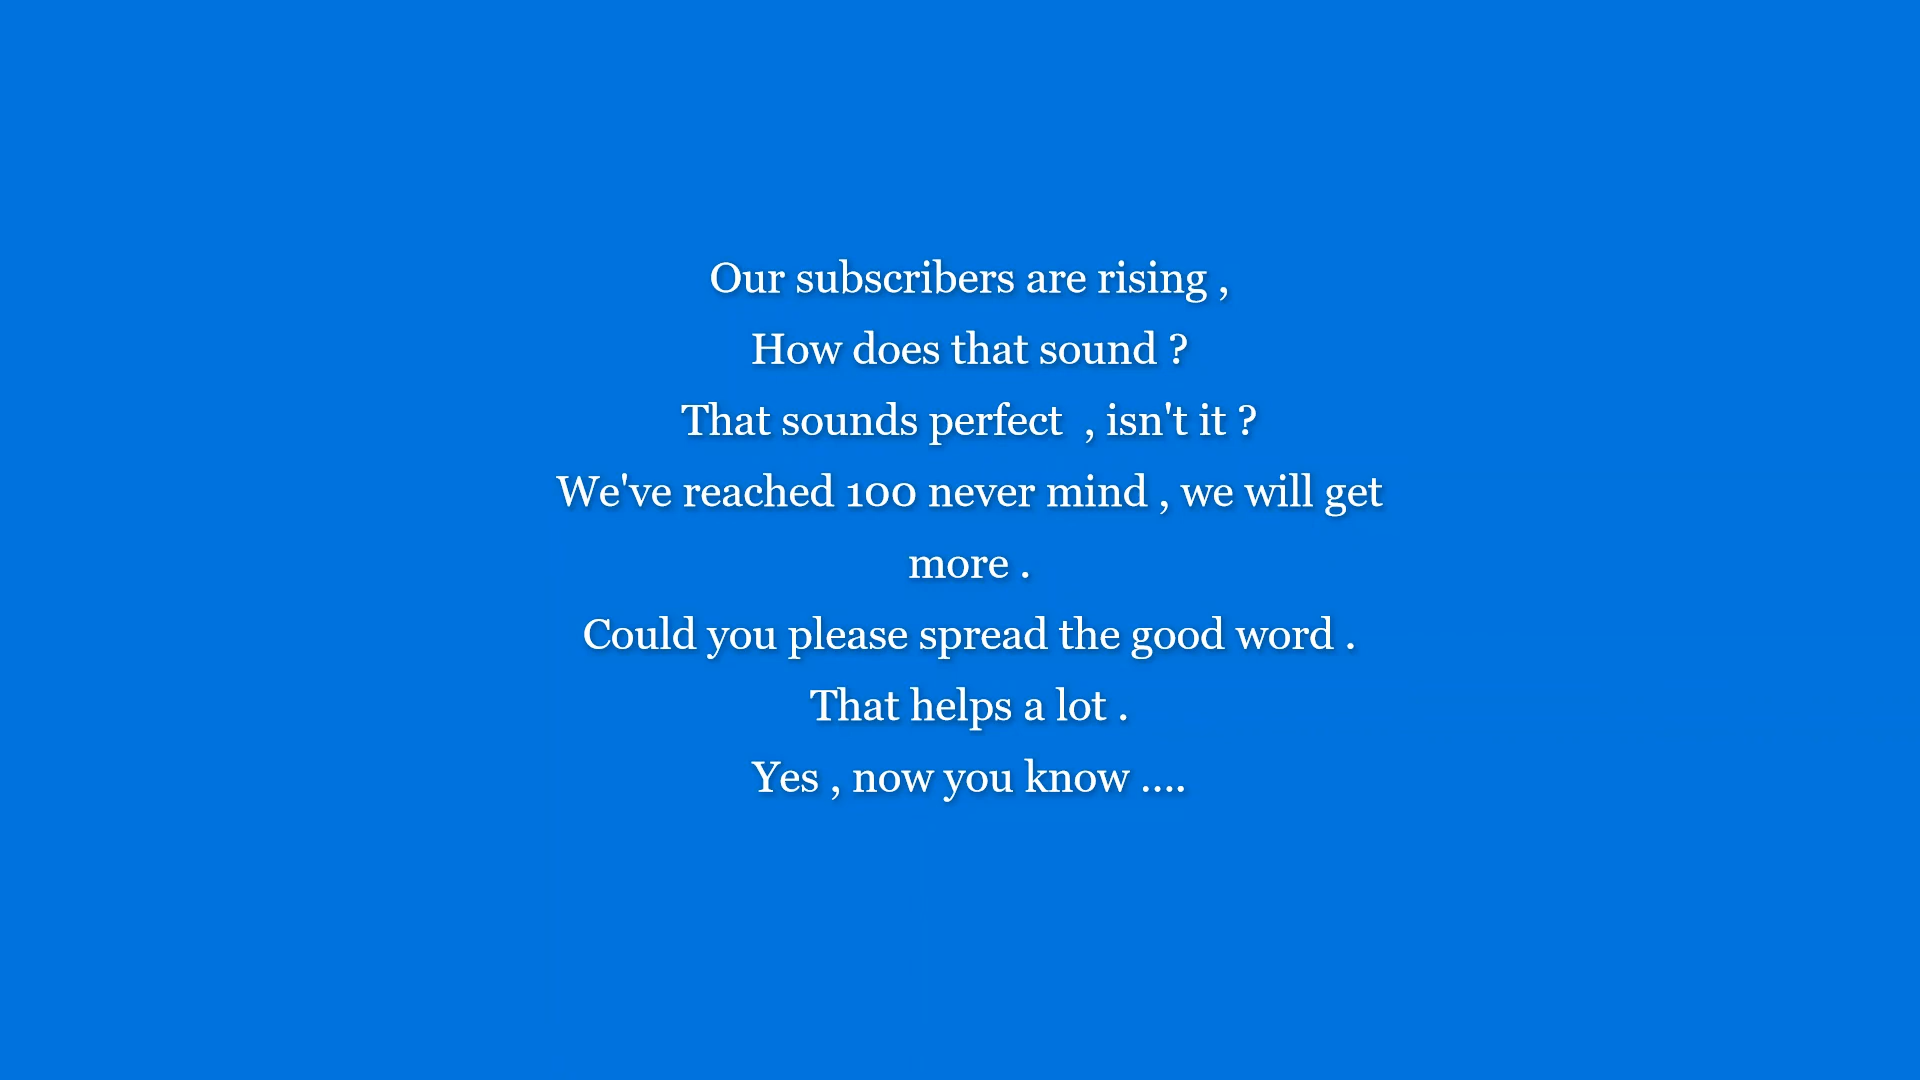 Our subscribers are rising ,
How does that sound ?
That sounds perfect  , isn't it ?
We've reached 100 never mind , we will get
more .
Could you please spread the good word .
That helps a lot .
Yes , now you know ....